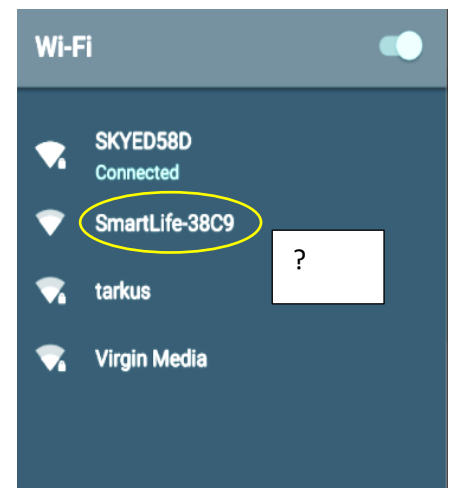 Wi-Fi
SKYED58D
Connected
SmartLife-38C9
?
tarkus
Virgin Media